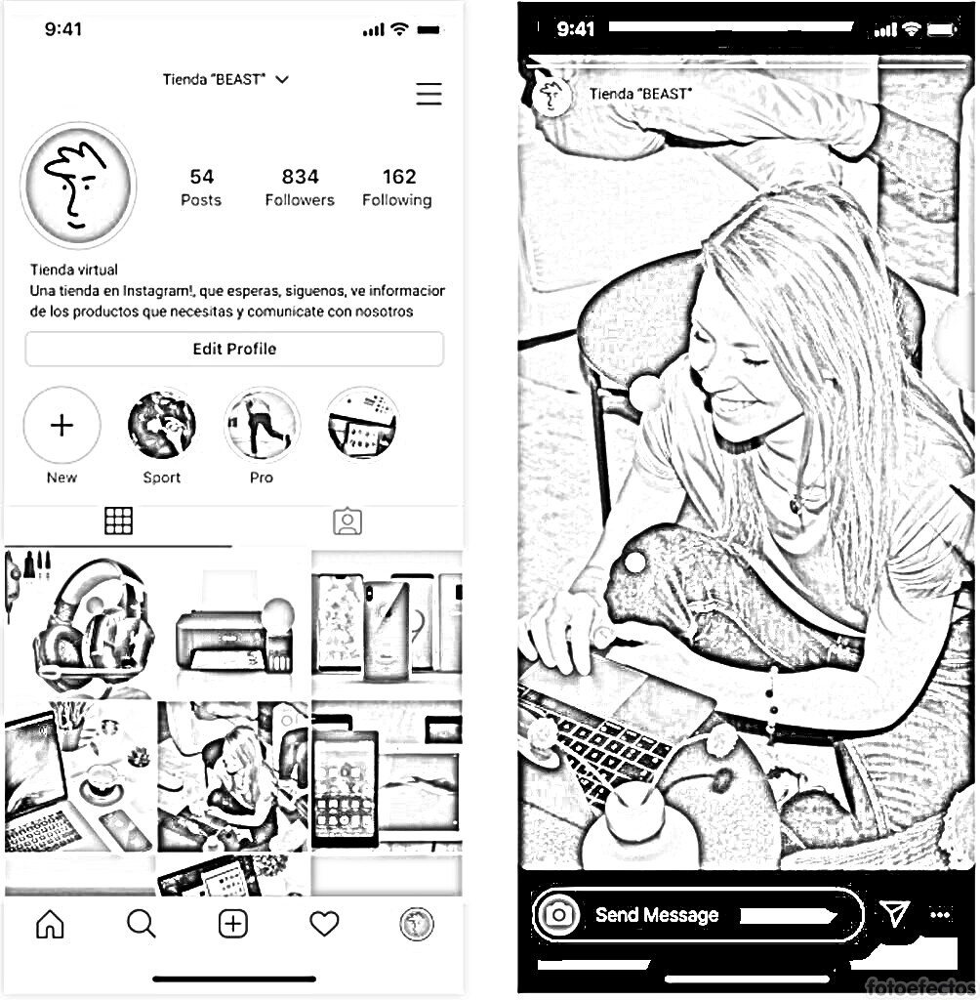 9:41
Tienda "BEAST"
54 834 162
Posts Followers Following
Tienda virtual
Una tienda en Instagram!, que esperas, siguenos, ve informacior
de los productos que necesitas y comunicate con nosotros
Edit Profile
New Sport Pro
9:41
Tienda "BEAST"
Send Message
fotoefectos